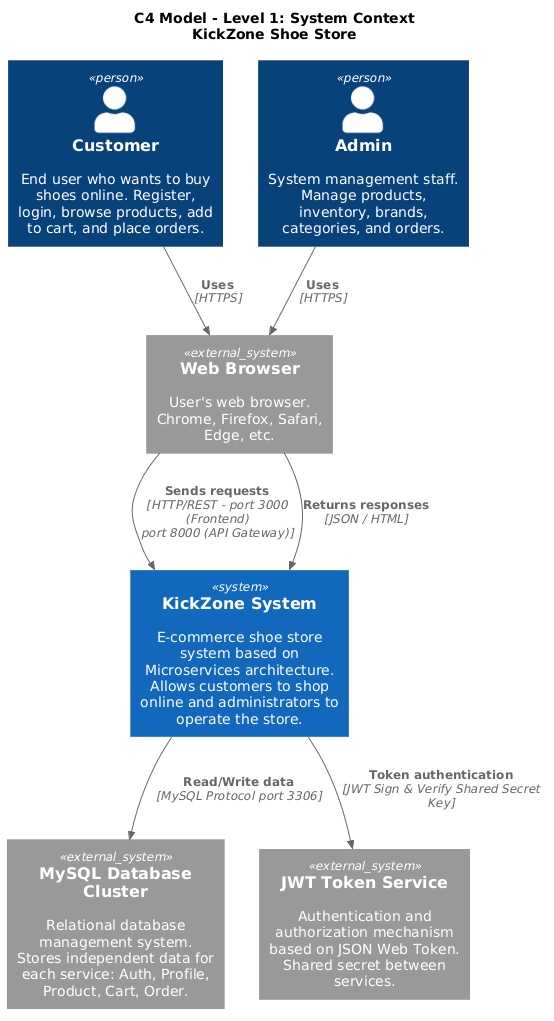 C4 Model - Level 1: System Context
KickZone Shoe Store
«person»
Customer
End user who wants to buy
shoes online. Register,
login, browse products, add
to cart, and place orders.
«person»
Admin
System management staff.
Manage products,
inventory, brands,
categories, and orders.
Uses
[HTTPS]
Uses
[HTTPS]
«external_system»
Web Browser
User's web browser.
Chrome, Firefox, Safari,
Edge, etc.
Sends requests
[HTTP/REST - port 3000
(Frontend)
port 8000 (API Gateway)]
Returns responses
[JSON / HTML]
«system»
KickZone System
E-commerce shoe store
system based on
Microservices architecture.
Allows customers to shop
online and administrators to
operate the store.
Read/Write data
[MySQL Protocol port 3306]
Token authentication
[JWT Sign & Verify Shared Secret
Key]
«external_system»
MySQL Database
Cluster
Relational database
management system.
Stores independent data for
each service: Auth, Profile,
Product, Cart, Order.
«external_system»
JWT Token Service
Authentication and
authorization mechanism
based on JSON Web Token.
Shared secret between
services.